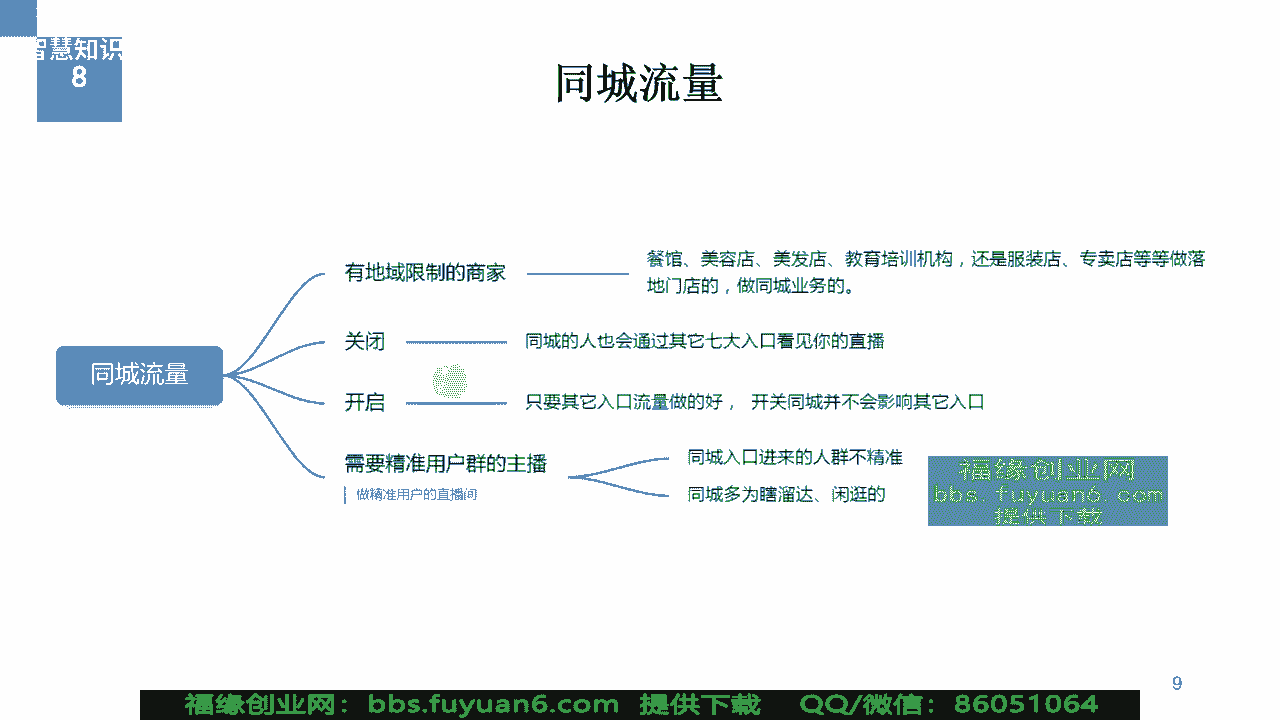 智慧知识
8
同城流量
有地域限制的商家
餐馆、美容店、美发店、教育培训机构，还是服装店、专卖店等等做落
地门店的，做同城业务的。
关闭
同城的人也会通过其它七大入口看见你的直播
同城流量
开启
只要其它入口流量做的好， 开关同城并不会影响其它入口
需要精准用户群的主播
做精准用户的直播间
同城入口进来的人群不精准
同城多为瞎溜达、闲逛的
福缘创业网
bbs.fuyuan6.com
提供下载
9
福缘创业网：bbs.fuyuan6.com 提供下载 QQ/微信：86051064